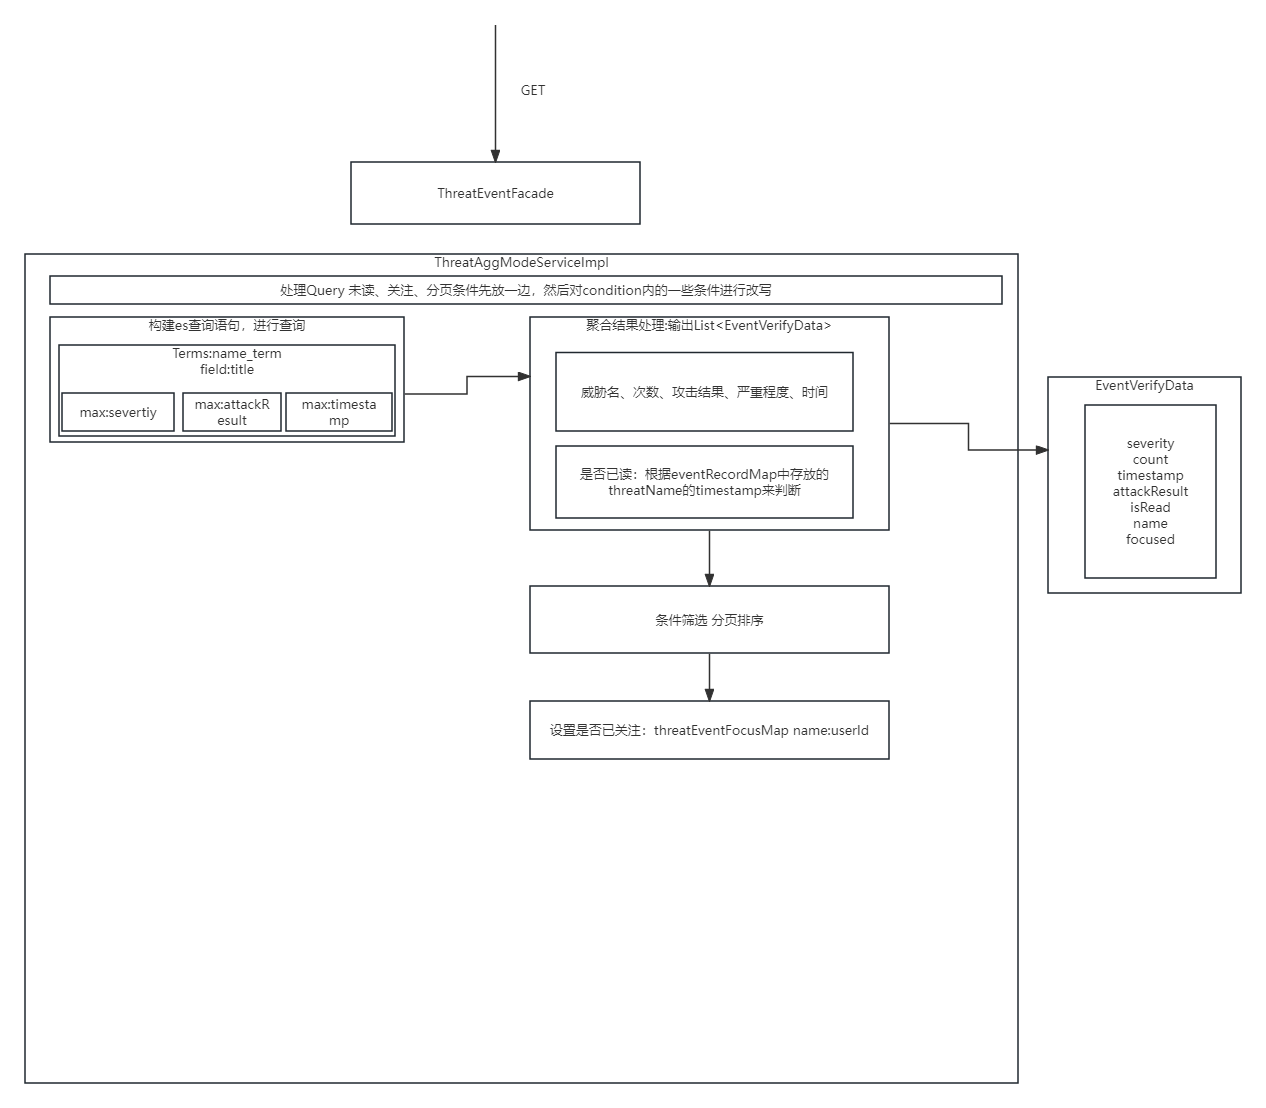 GET
ThreatEventFacade
ThreatAggModeServiceImpl
处理Query 未读、关注、分页条件先放一边，然后对condition内的一些条件进行改写
构建es查询语句，进行查询
Terms:name_term
field:title
max:severtiy
max:attackR
esult
max:timesta
mp
聚合结果处理:输出List<EventVerifyData>
威胁名、次数、攻击结果、严重程度、时间
是否已读：根据eventRecordMap中存放的
threatName的timestamp来判断
条件筛选 分页排序
设置是否已关注：threatEventFocusMap name:userId
EventVerifyData
severity
count
timestamp
attackResult
isRead
name
focused